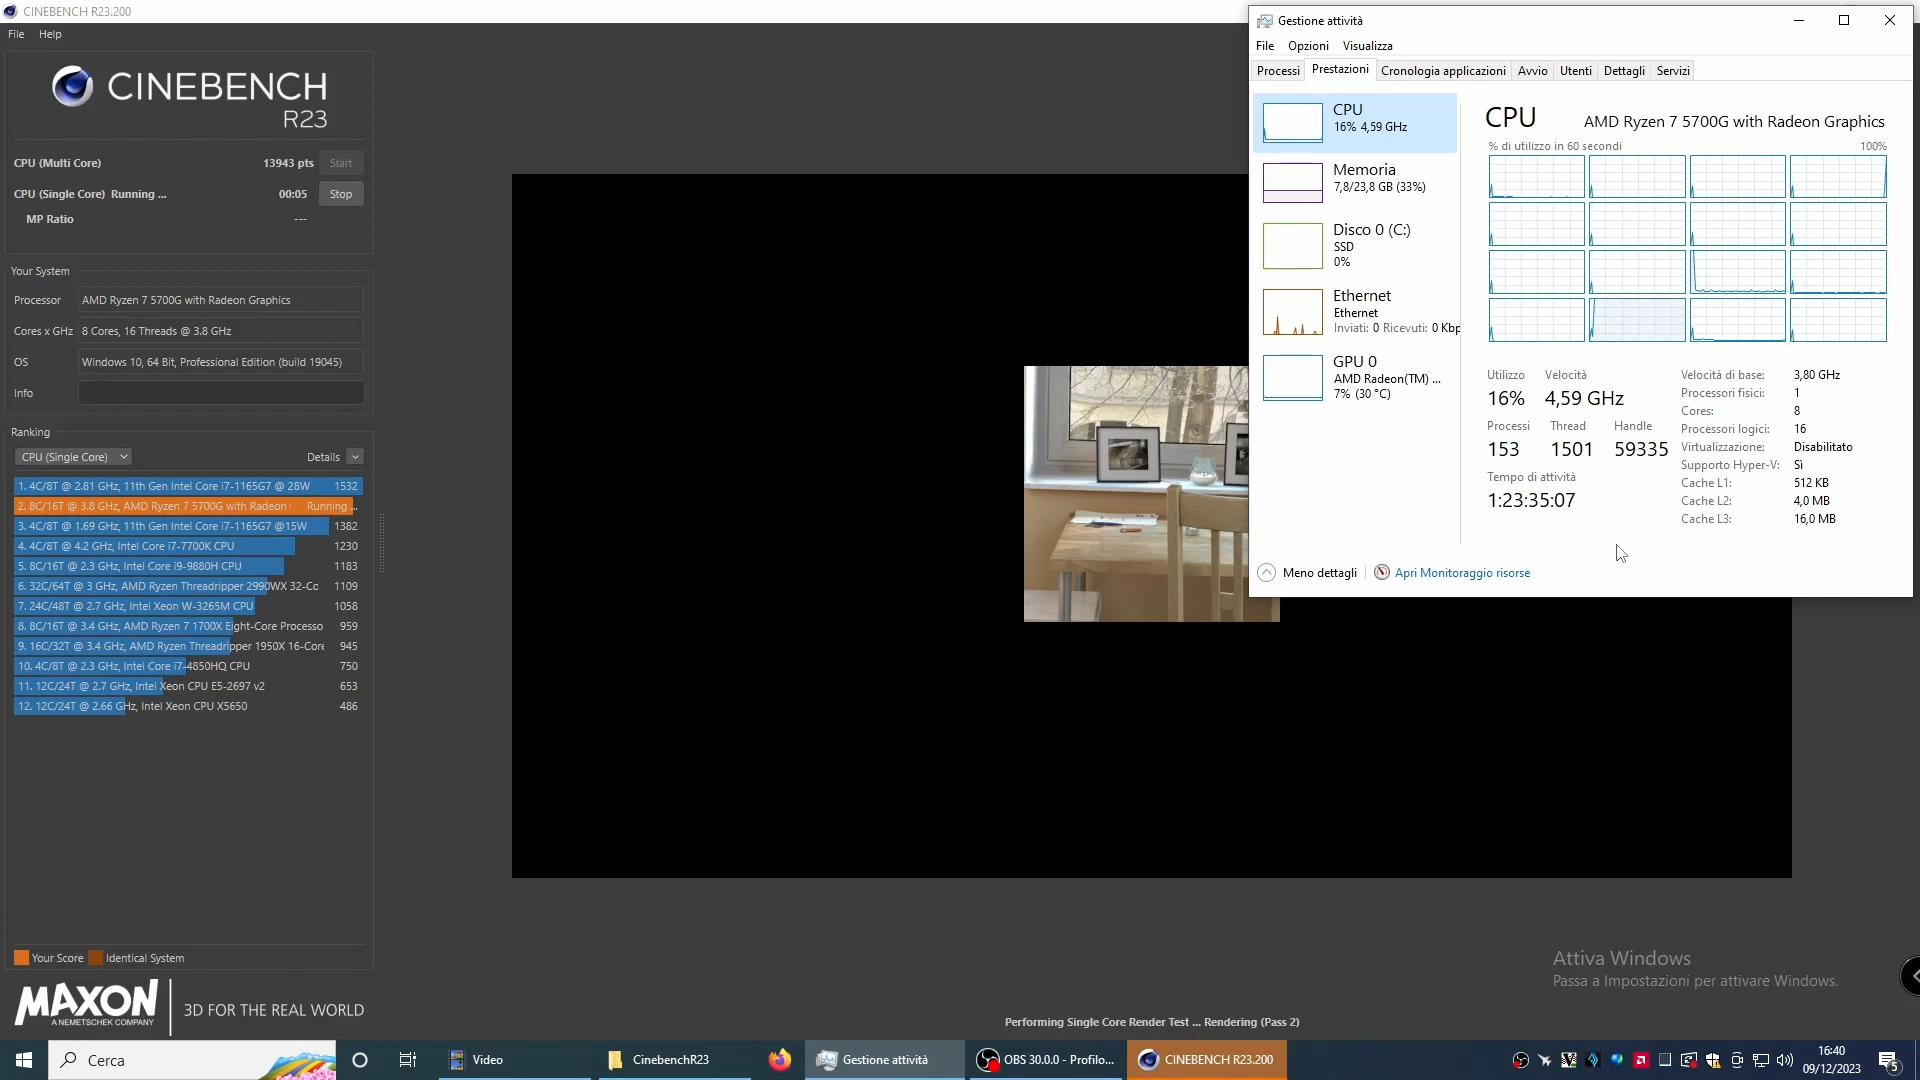 CINEBENCH R23.200
File Help
CINEBENCH
R23
CPU (Multi Core) 13943 pts Start
CPU (Single Core) Running ... 00:05 Stop
MP Ratio ---
Your System
Processor AMD Ryzen 7 5700G with Radeon Graphics
Cores x GHz 8 Cores, 16 Threads @ 3.8 GHz
OS Windows 10, 64 Bit, Professional Edition (build 19045)
Info
Ranking
CPU (Single Core) Details
1. 4C/8T @ 2.81 GHz, 11th Gen Intel Core i7-1165G7 @ 28W 1532
2. 8C/16T @ 3.8 GHz, AMD Ryzen 7 5700G with Radeon Running ...
3. 4C/8T @ 1.69 GHz, 11th Gen Intel Core i7-1165G7 @15W 1382
4. 4C/8T @ 4.2 GHz, Intel Core i7-7700K CPU 1230
5. 8C/16T @ 2.3 GHz, Intel Core i9-9880H CPU 1183
6. 32C/64T @ 3 GHz, AMD Ryzen Threadripper 2990WX 32-Co 1109
7. 24C/48T @ 2.7 GHz, Intel Xeon W-3265M CPU 1058
8. 8C/16T @ 3.4 GHz, AMD Ryzen 7 1700X Eight-Core Processo 959
9. 16C/32T @ 3.4 GHz, AMD Ryzen Threadripper 1950X 16-Core 945
10. 4C/8T @ 2.3 GHz, Intel Core i7-4850HQ CPU 750
11. 12C/24T @ 2.7 GHz, Intel Xeon CPU E5-2697 v2 653
12. 12C/24T @ 2.66 GHz, Intel Xeon CPU X5650 486
Your Score Identical System
MAXON
A NEMETSCHEK COMPANY
3D FOR THE REAL WORLD
Performing Single Core Render Test ... Rendering (Pass 2)
Gestione attività
File Opzioni Visualizza
Processi Prestazioni Cronologia applicazioni Avvio Utenti Dettagli Servizi
CPU
16% 4,59 GHz
Memoria
7,8/23,8 GB (33%)
Disco 0 (C:)
SSD
0%
Ethernet
Ethernet
Inviati: 0 Ricevuti: 0 Kbp
GPU 0
AMD Radeon(TM) ...
7% (30 °C)
CPU AMD Ryzen 7 5700G with Radeon Graphics
% di utilizzo in 60 secondi 100%
Utilizzo Velocità
16% 4,59 GHz
Processi Thread Handle
153 1501 59335
Tempo di attività
1:23:35:07
Velocità di base: 3,80 GHz
Processori fisici: 1
Cores: 8
Processori logici: 16
Virtualizzazione: Disabilitato
Supporto Hyper-V: Sì
Cache L1: 512 KB
Cache L2: 4,0 MB
Cache L3: 16,0 MB
Meno dettagli Apri Monitoraggio risorse
Attiva Windows
Passa a Impostazioni per attivare Windows.
Cerca
Video
CinebenchR23
Gestione attività
OBS 30.0.0 - Profilo...
CINEBENCH R23.200
16:40
09/12/2023
5